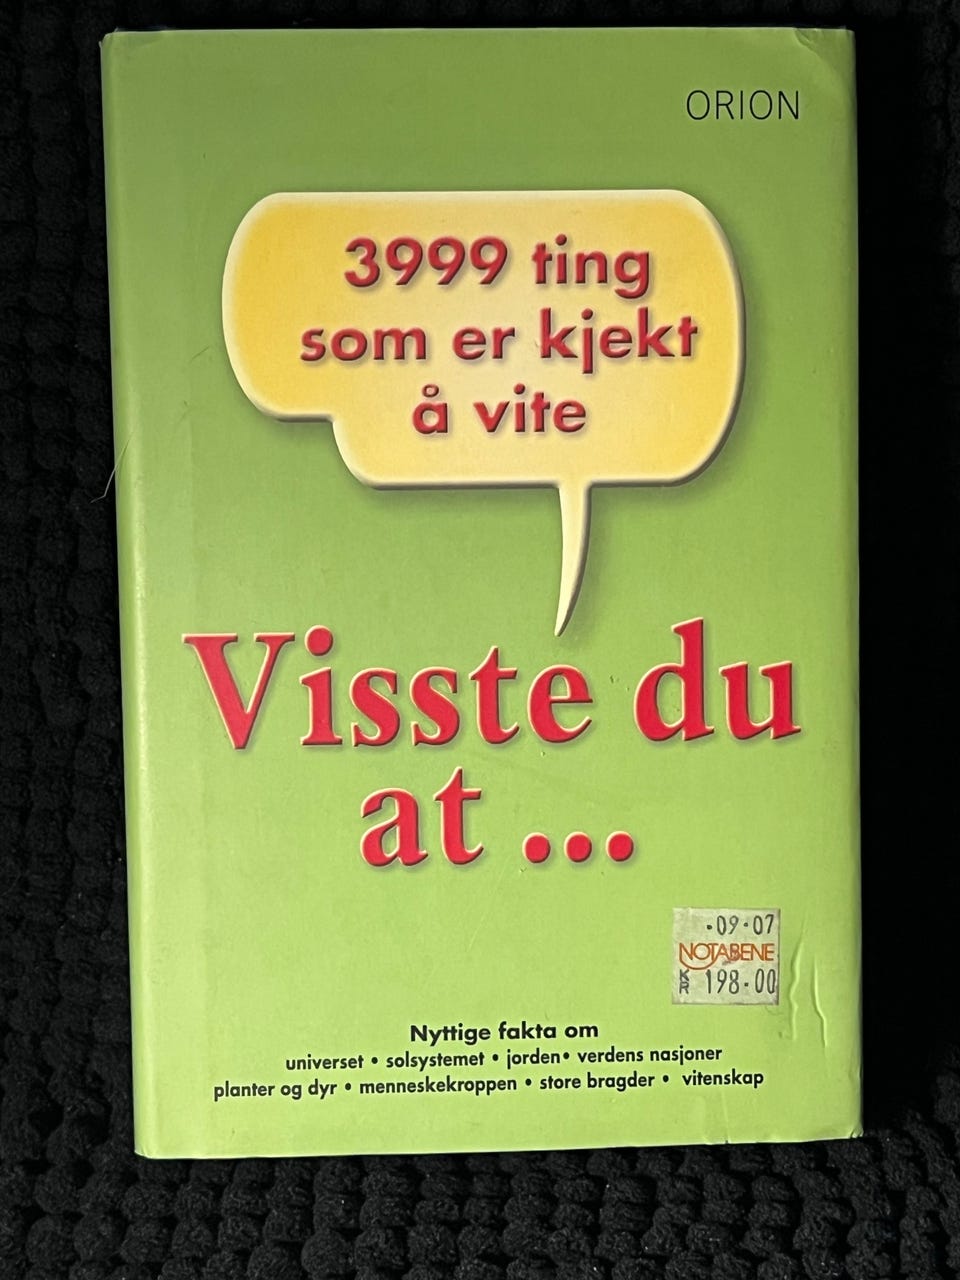 ORION
3999 ting
som er kjekt
å vite
Visste du
at ...
·09·07
NOTABENE
KR 198·00
Nyttige fakta om
universet • solsystemet • jorden• verdens nasjoner
planter og dyr • menneskekroppen • store bragder • vitenskap